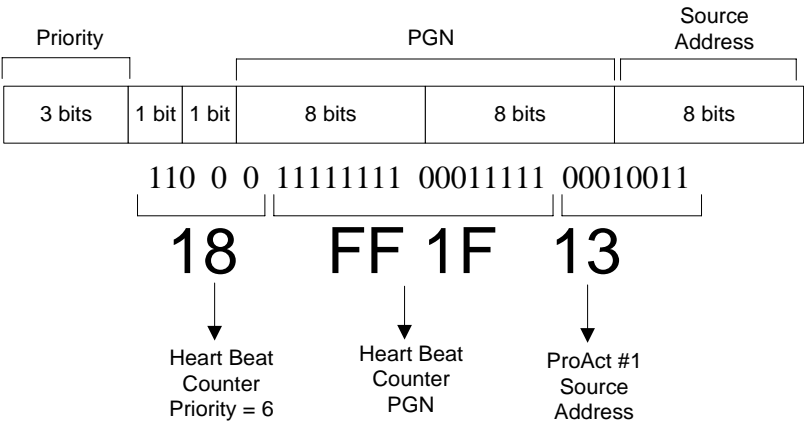 Priority
PGN
Source
Address
3 bits 1 bit 1 bit 8 bits 8 bits 8 bits
110 0 0 11111111 00011111 00010011
18 FF 1F 13
Heart Beat
Counter
Priority = 6
Heart Beat
Counter
PGN
ProAct #1
Source
Address